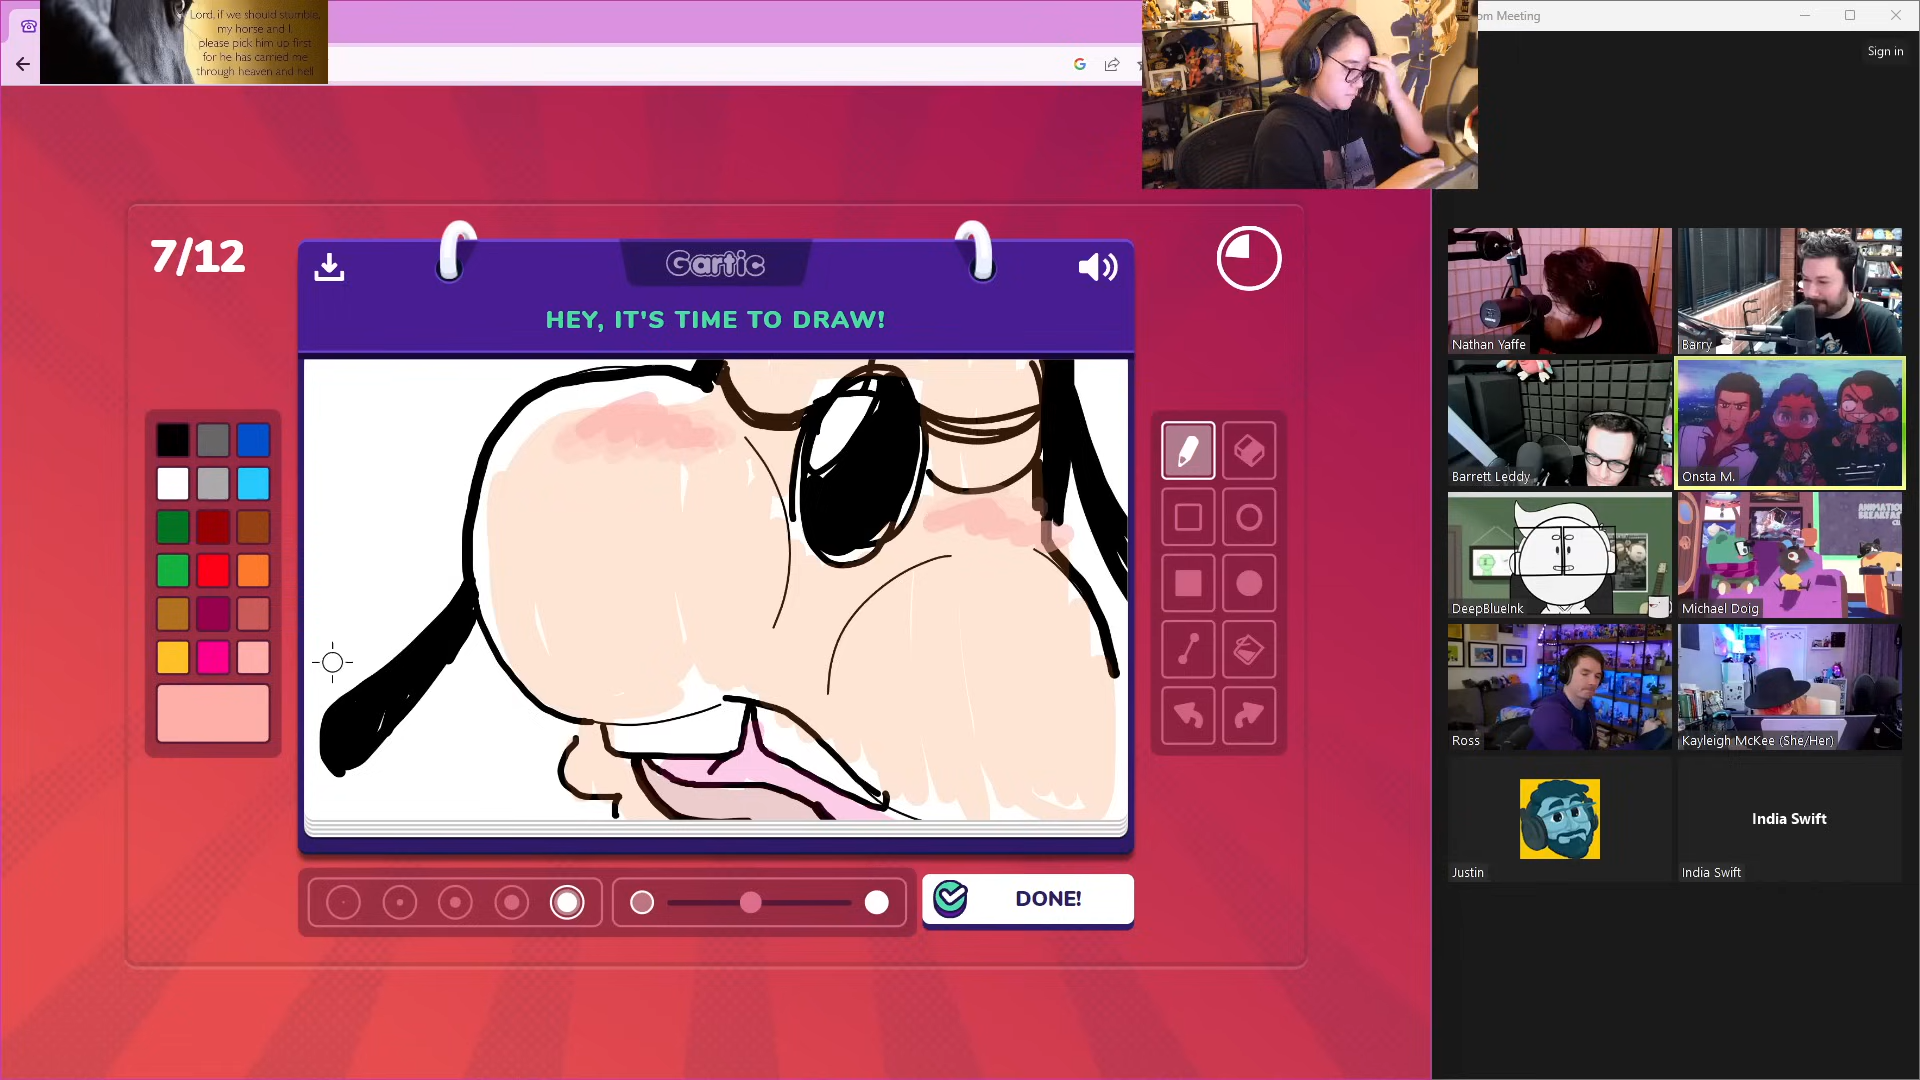 Lord, if we should stumble,
my horse and I,
please pick him up first
for he has carried me
through heaven and hell
om Meeting
Sign in
7/12
Gartic
HEY, IT'S TIME TO DRAW!
DONE!
Nathan Yaffe
Barry
Barrett Leddy
Onsta M.
DeepBlueInk
Michael Doig
Ross
Kayleigh McKee (She/Her)
Justin
India Swift
India Swift